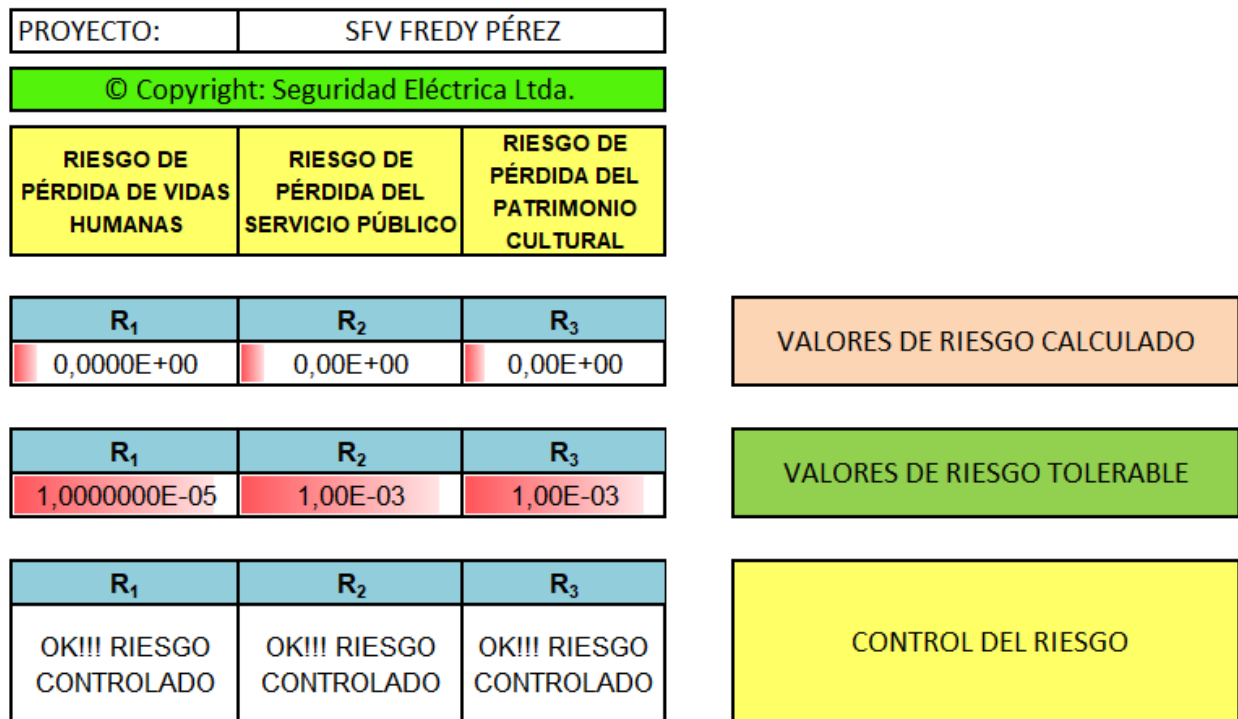 PROYECTO: SFV FREDY PÉREZ
© Copyright: Seguridad Eléctrica Ltda.
RIESGO DE
PÉRDIDA DE VIDAS
HUMANAS
RIESGO DE
PÉRDIDA DEL
SERVICIO PÚBLICO
RIESGO DE
PÉRDIDA DEL
PATRIMONIO
CULTURAL
R₁ R₂ R₃
0,0000E+00 0,00E+00 0,00E+00
VALORES DE RIESGO CALCULADO
R₁ R₂ R₃
1,0000000E-05 1,00E-03 1,00E-03
VALORES DE RIESGO TOLERABLE
R₁ R₂ R₃
OK!!! RIESGO
CONTROLADO
OK!!! RIESGO
CONTROLADO
OK!!! RIESGO
CONTROLADO
CONTROL DEL RIESGO